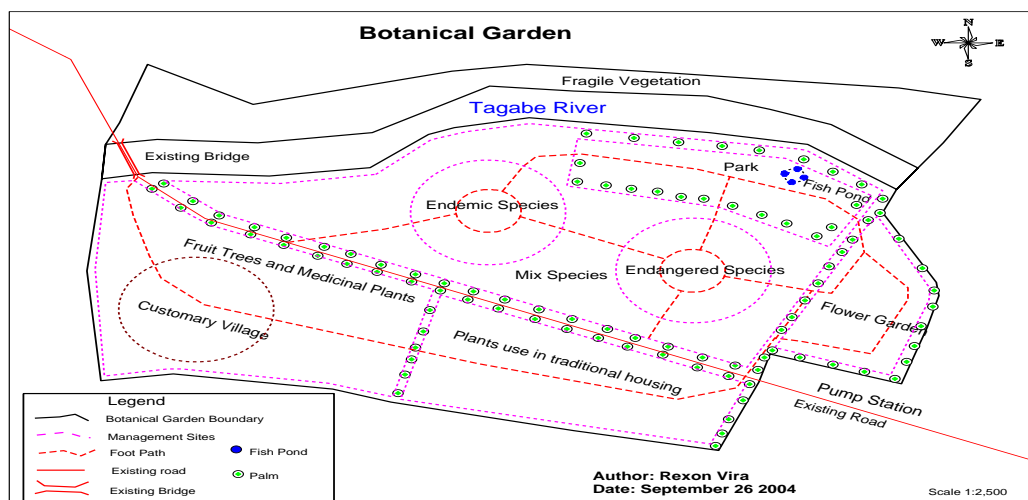 Botanical Garden
N
W E
S
Fragile Vegetation
Tagabe River
Existing Bridge
Park
Fish Pond
Endemic Species
Fruit Trees and Medicinal Plants
Mix Species
Endangered Species
Customary Village
Flower Garden
Plants use in traditional housing
Pump Station
Existing Road
Legend
Botanical Garden Boundary
Management Sites
Foot Path
Fish Pond
Existing road
Palm
Existing Bridge
Author: Rexon Vira
Date: September 26 2004
Scale 1:2,500